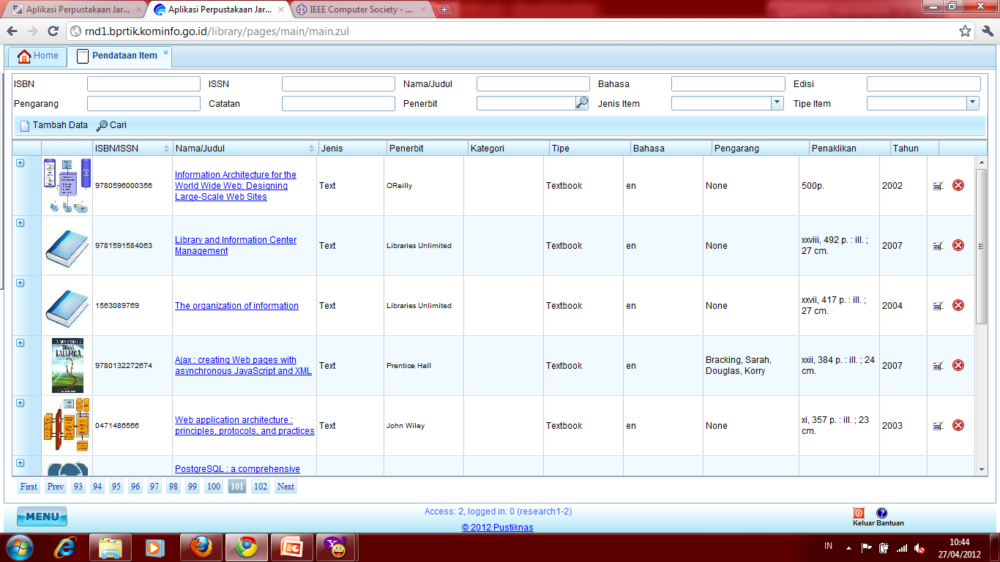 Aplikasi Perpustakaan Jar...
Aplikasi Perpustakaan Jar...
IEEE Computer Society - ...
rnd1.bprtik.kominfo.go.id/library/pages/main/main.zul
Home
Pendataan Item
ISBN ISSN Nama/Judul Bahasa Edisi
Pengarang Catatan Penerbit Jenis Item Tipe Item
Tambah Data Cari
ISBN/ISSN Nama/Judul Jenis Penerbit Kategori Tipe Bahasa Pengarang Penaklikan Tahun
9780596000356
Information Architecture for the
World Wide Web: Designing
Large-Scale Web Sites
Text OReilly Textbook en None 500p. 2002
9781591584063
Library and Information Center
Management
Text Libraries Unlimited Textbook en None
xxviii, 492 p. : ill. ;
27 cm.
2007
1563089769
The organization of information
Text Libraries Unlimited Textbook en None
xxvii, 417 p. : ill. ;
27 cm.
2004
KALIJAGA
9780132272674
Ajax : creating Web pages with
asynchronous JavaScript and XML
Text Prentice Hall Textbook en
Bracking, Sarah,
Douglas, Korry
xxii, 384 p. : ill. ; 24
cm.
2007
0471486566
Web application architecture :
principles, protocols, and practices
Text John Wiley Textbook en None
xi, 357 p. : ill. ; 23
cm.
2003
PostgreSQL : a comprehensive
First Prev 93 94 95 96 97 98 99 100 101 102 Next
MENU
Access: 2, logged in: 0 (research1-2)
© 2012 Pustiknas
Keluar Bantuan
IN
10:44
27/04/2012